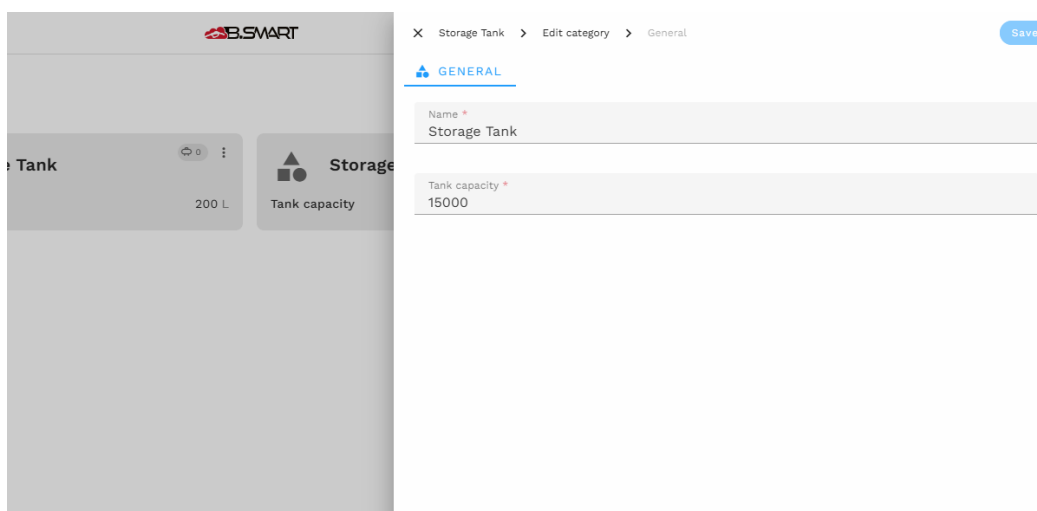 B.SMART
Storage Tank Edit category General
Save
GENERAL
Name *
Storage Tank
Tank capacity *
15000
Tank
0
200 L
Storage
Tank capacity